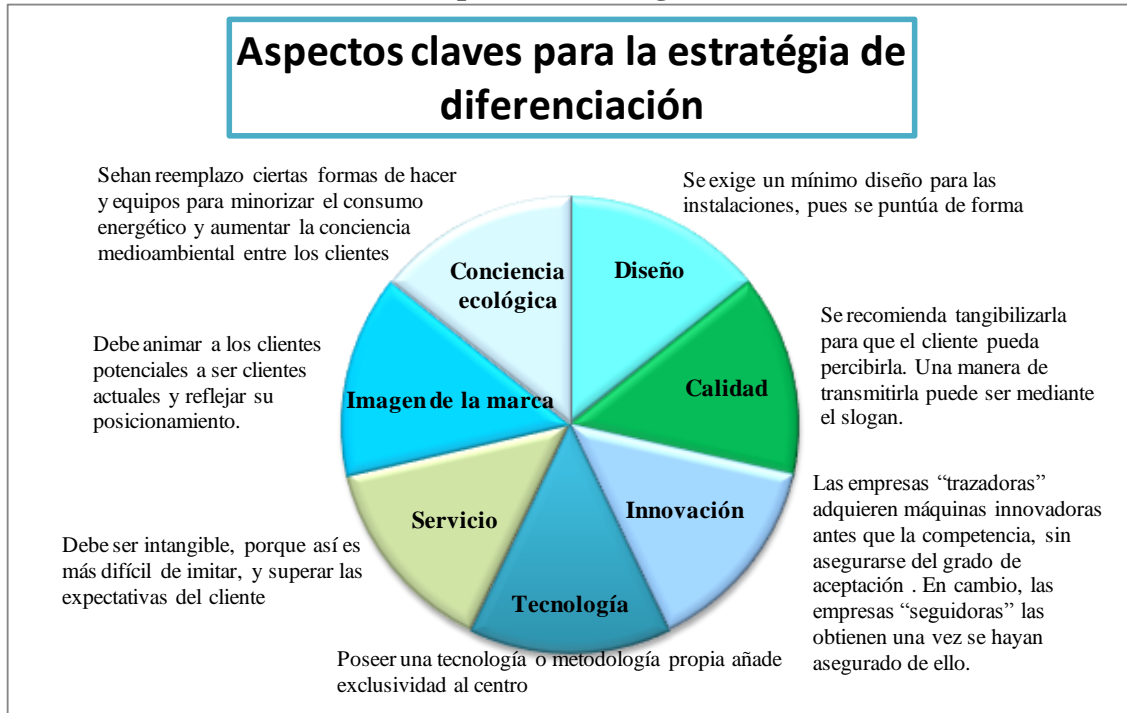 Aspectos claves para la estratégia de
diferenciación
Sehan reemplazo ciertas formas de hacer
y equipos para minorizar el consumo
energético y aumentar la conciencia
medioambiental entre los clientes
Se exige un mínimo diseño para las
instalaciones, pues se puntúa de forma
Conciencia
ecológica
Diseño
Debe animar a los clientes
potenciales a ser clientes
actuales y reflejar su
posicionamiento.
Imagen de la marca
Calidad
Se recomienda tangibilizarla
para que el cliente pueda
percibirla. Una manera de
transmitirla puede ser mediante
el slogan.
Servicio
Innovación
Debe ser intangible, porque así es
más difícil de imitar, y superar las
expectativas del cliente
Las empresas “trazadoras”
adquieren máquinas innovadoras
antes que la competencia, sin
asegurarse del grado de
aceptación . En cambio, las
empresas “seguidoras” las
obtienen una vez se hayan
asegurado de ello.
Tecnología
Poseer una tecnología o metodología propia añade
exclusividad al centro